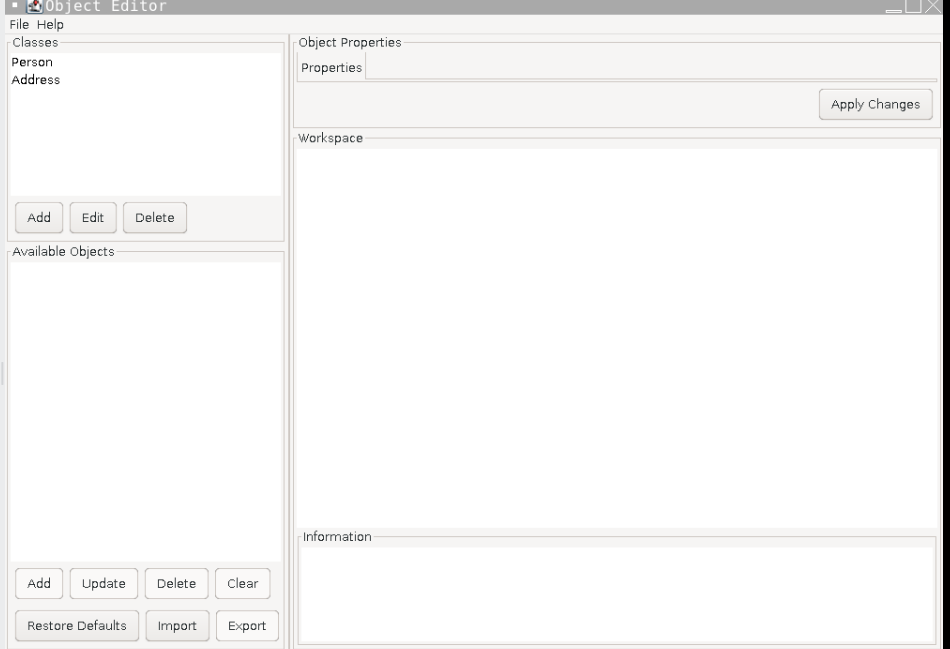 Object Editor
File Help
Classes
Person
Address
Add Edit Delete
Available Objects
Add Update Delete Clear
Restore Defaults Import Export
Object Properties
Properties
Apply Changes
Workspace
Information